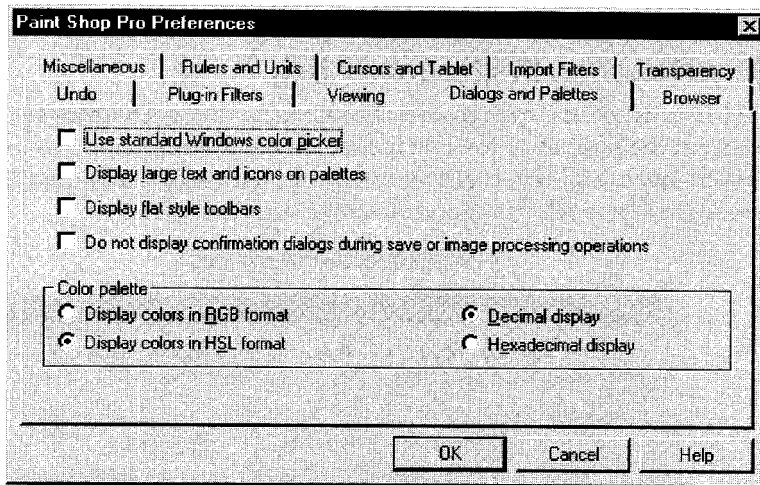 Paint Shop Pro Preferences
Miscellaneous Rulers and Units Cursors and Tablet Import Filters Transparency
Undo Plug-in Filters Viewing Dialogs and Palettes Browser
Use standard Windows color picker
Display large text and icons on palettes
Display flat style toolbars
Do not display confirmation dialogs during save or image processing operations
Color palette
Display colors in RGB format Decimal display
Display colors in HSL format Hexadecimal display
OK Cancel Help